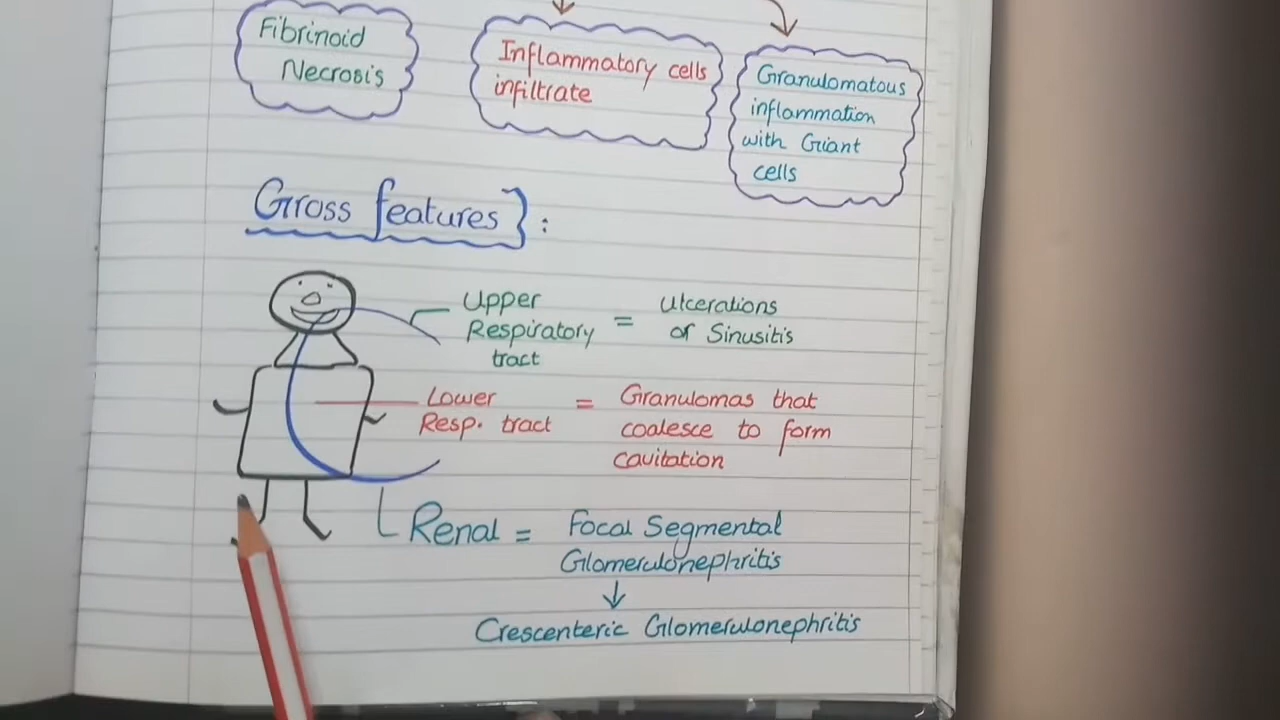 Fibrinoid
Necrosis
Inflammatory cells
infiltrate
Granulomatous
inflammation
with Giant
cells
Gross features} :
Upper
Respiratory
tract
=
Ulcerations
or Sinusitis
Lower
Resp. tract
=
Granulomas that
coalesce to form
cavitation
Renal =
Focal Segmental
Glomerulonephritis
↓
Crescenteric Glomerulonephritis